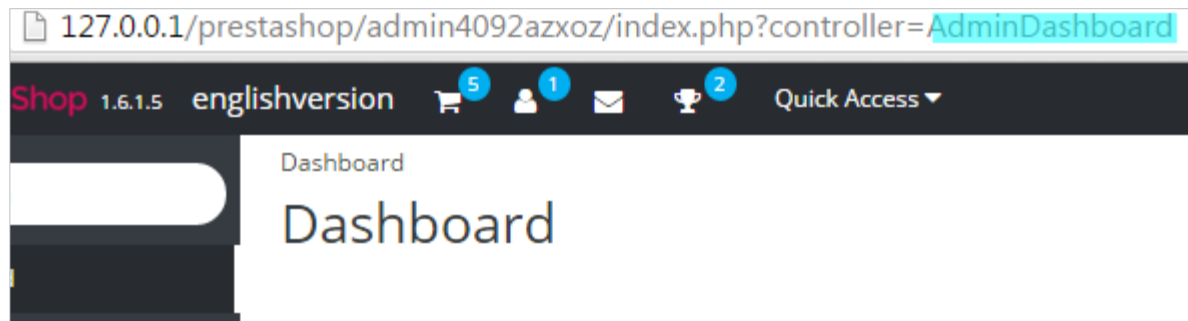 127.0.0.1/prestashop/admin4092azxoz/index.php?controller=AdminDashboard
Shop 1.6.1.5 englishversion 5 1 2 Quick Access
Dashboard
Dashboard